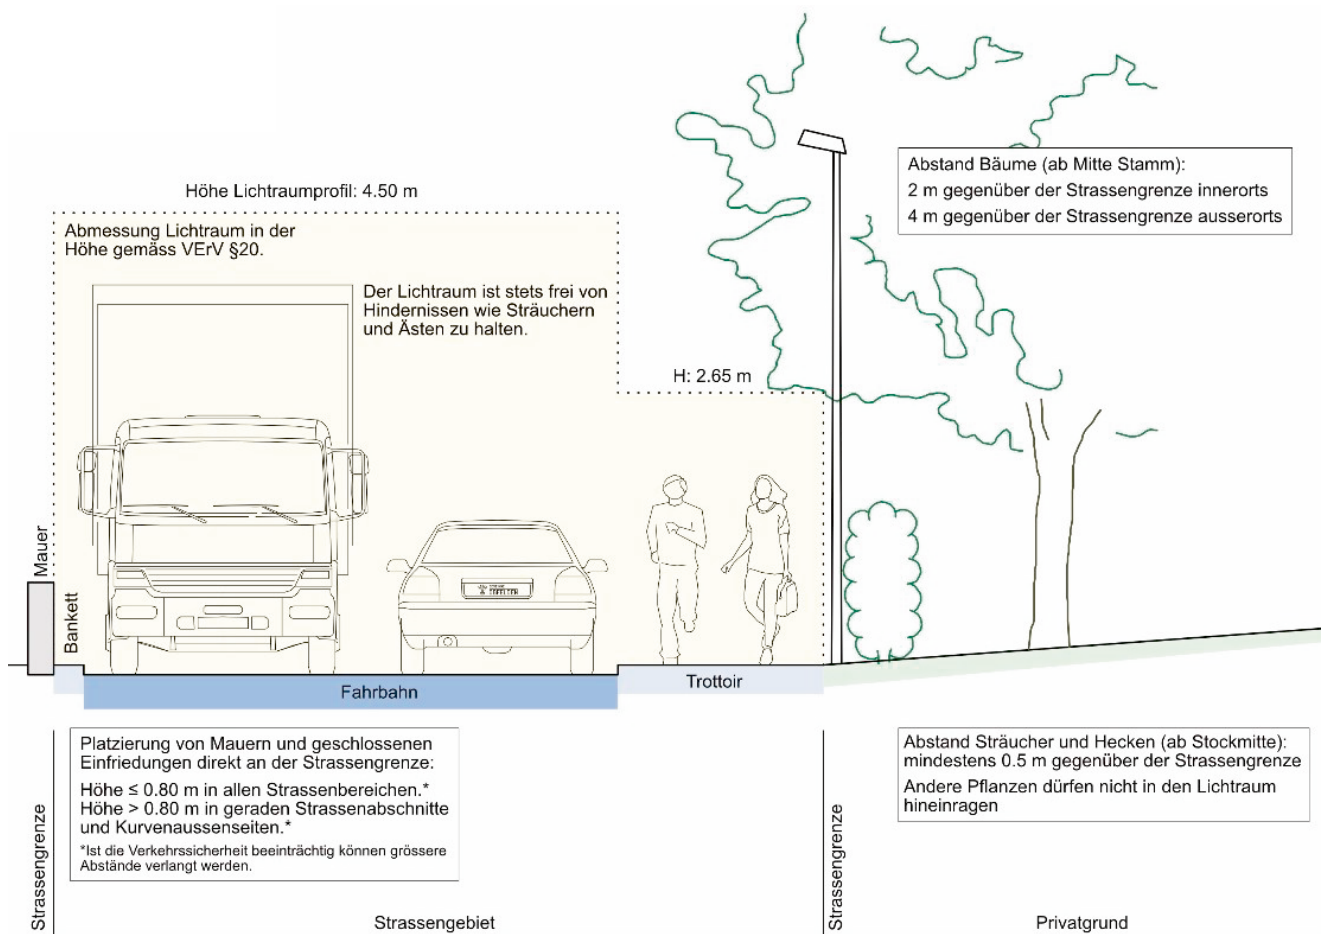 Höhe Lichtraumprofil: 4.50 m
Abmessung Lichtraum in der
Höhe gemäss VErV §20.
Der Lichtraum ist stets frei von
Hindernissen wie Sträuchern
und Ästen zu halten.
H: 2.65 m
Abstand Bäume (ab Mitte Stamm):
2 m gegenüber der Strassengrenze innerorts
4 m gegenüber der Strassengrenze ausserorts
Mauer
Bankett
Fahrbahn
Trottoir
Platzierung von Mauern und geschlossenen
Einfriedungen direkt an der Strassengrenze:
Höhe ≤ 0.80 m in allen Strassenbereichen.*
Höhe > 0.80 m in geraden Strassenabschnitte
und Kurvenaussenseiten.*
*Ist die Verkehrssicherheit beeinträchtig können grössere
Abstände verlangt werden.
Abstand Sträucher und Hecken (ab Stockmitte):
mindestens 0.5 m gegenüber der Strassengrenze
Andere Pflanzen dürfen nicht in den Lichtraum
hineinragen
Strassengrenze
Strassengebiet
Strassengrenze
Privatgrund